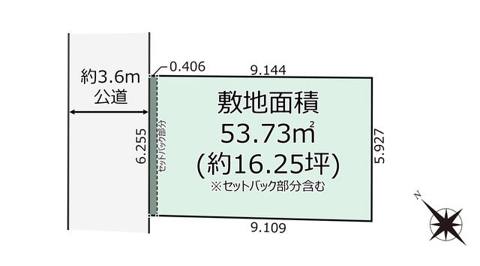 0.406
9.144
約3.6m
公道
6.255
セットバック部分
敷地面積
53.73㎡
(約16.25坪)
※セットバック部分含む
5.927
9.109
N